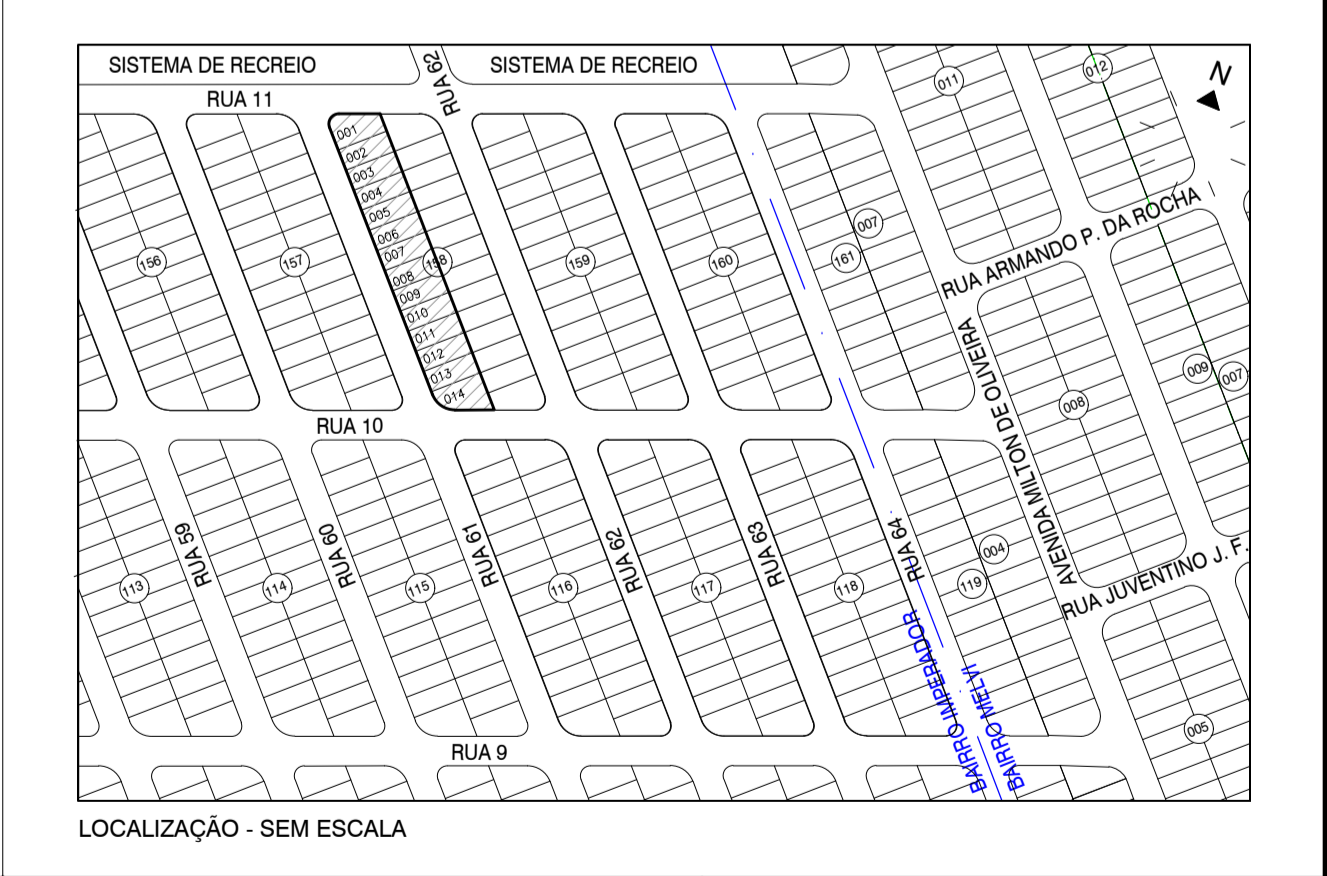 SISTEMA DE RECREIO
RUA 62
SISTEMA DE RECREIO
011
012
N
RUA 11
001
002
003
004
005
006
007
008
009
010
011
012
013
014
156
157
158
159
160
161
007
RUA ARMANDO P. DA ROCHA
AVENIDA MILTON DE OLIVEIRA
008
009
007
RUA 10
113
RUA 59
114
RUA 60
115
RUA 61
116
RUA 62
117
RUA 63
118
RUA 64
119
004
RUA JUVENTINO J. F.
005
BAIRRO IMPERADOR
BAIRRO MELVI
RUA 9
LOCALIZAÇÃO - SEM ESCALA